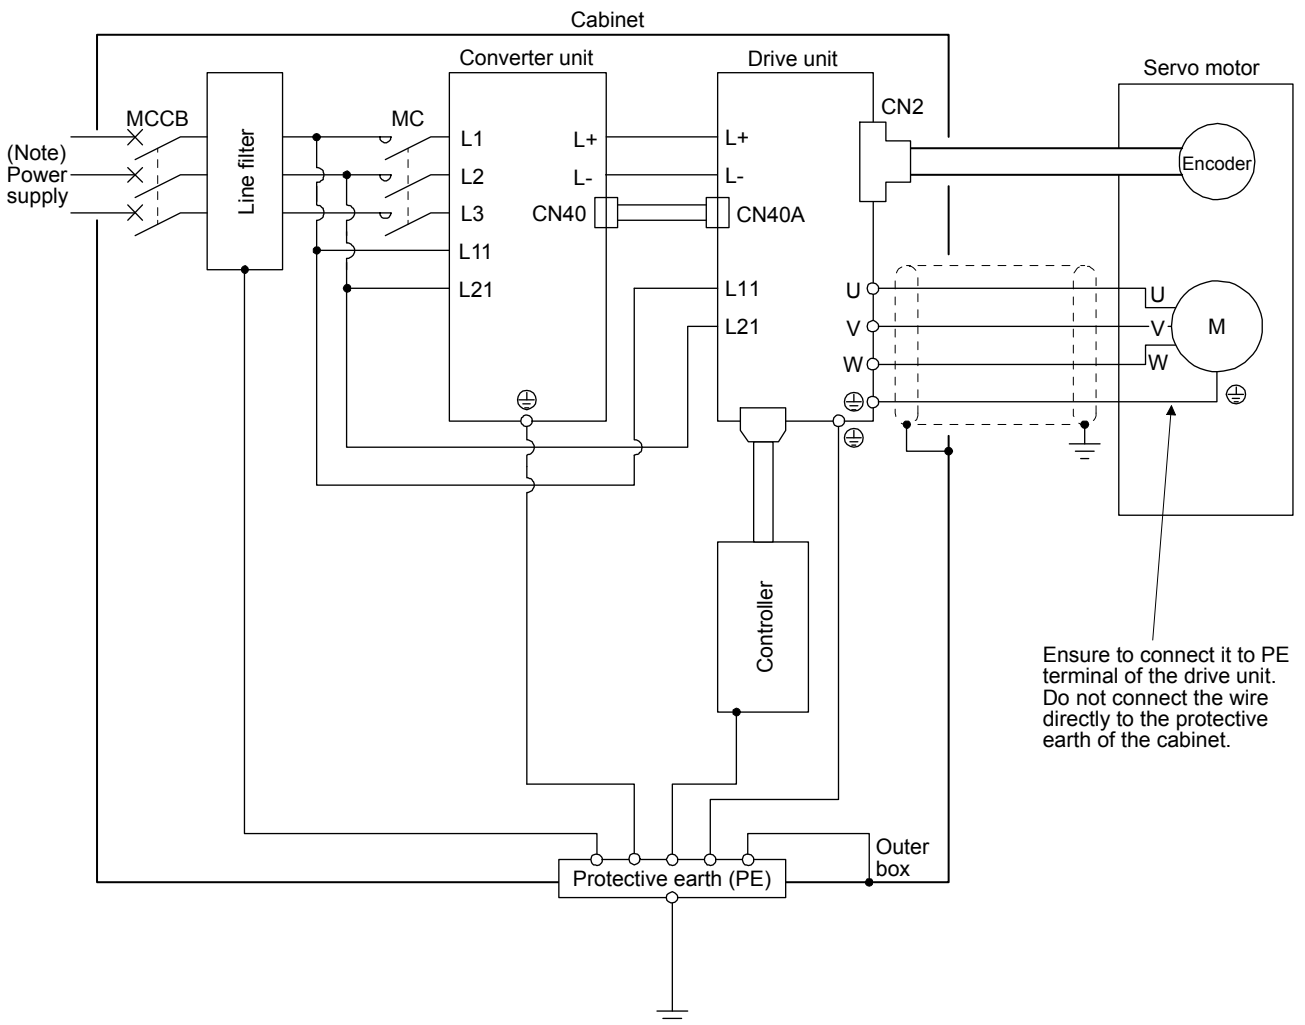 Cabinet
Converter unit
Drive unit
Servo motor
MCCB
Line filter
MC
(Note)
Power
supply
L1
L2
L3
L11
L21
L+
L-
CN40
L+
L-
CN40A
L11
L21
CN2
Encoder
U
V
W
U
V
W
M
Controller
Ensure to connect it to PE
terminal of the drive unit.
Do not connect the wire
directly to the protective
earth of the cabinet.
Outer
box
Protective earth (PE)